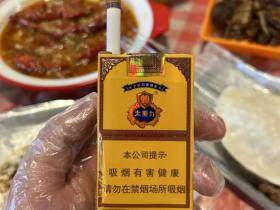 大重九
本公司提示
吸烟有害健康
请勿在禁烟场所吸烟